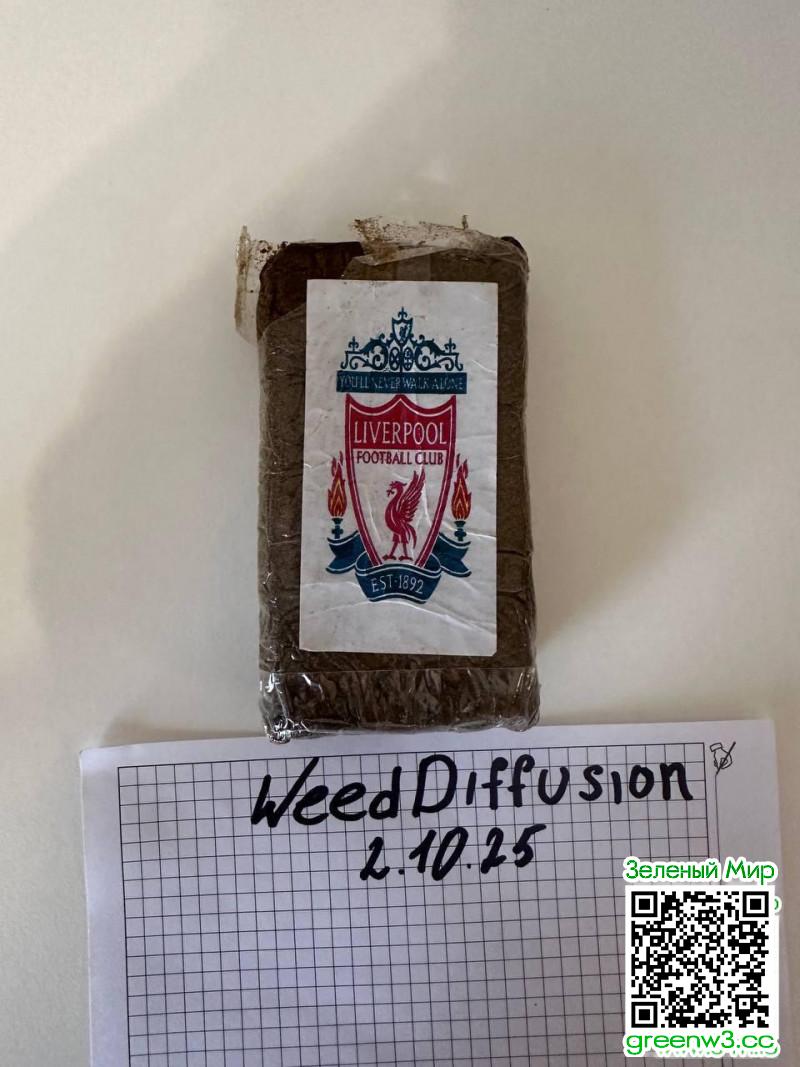 YOU'LL NEVER WALK ALONE
LIVERPOOL
FOOTBALL CLUB
EST·1892
WeedDiffusion
2.10.25
Зеленый Мир
greenw3.cc